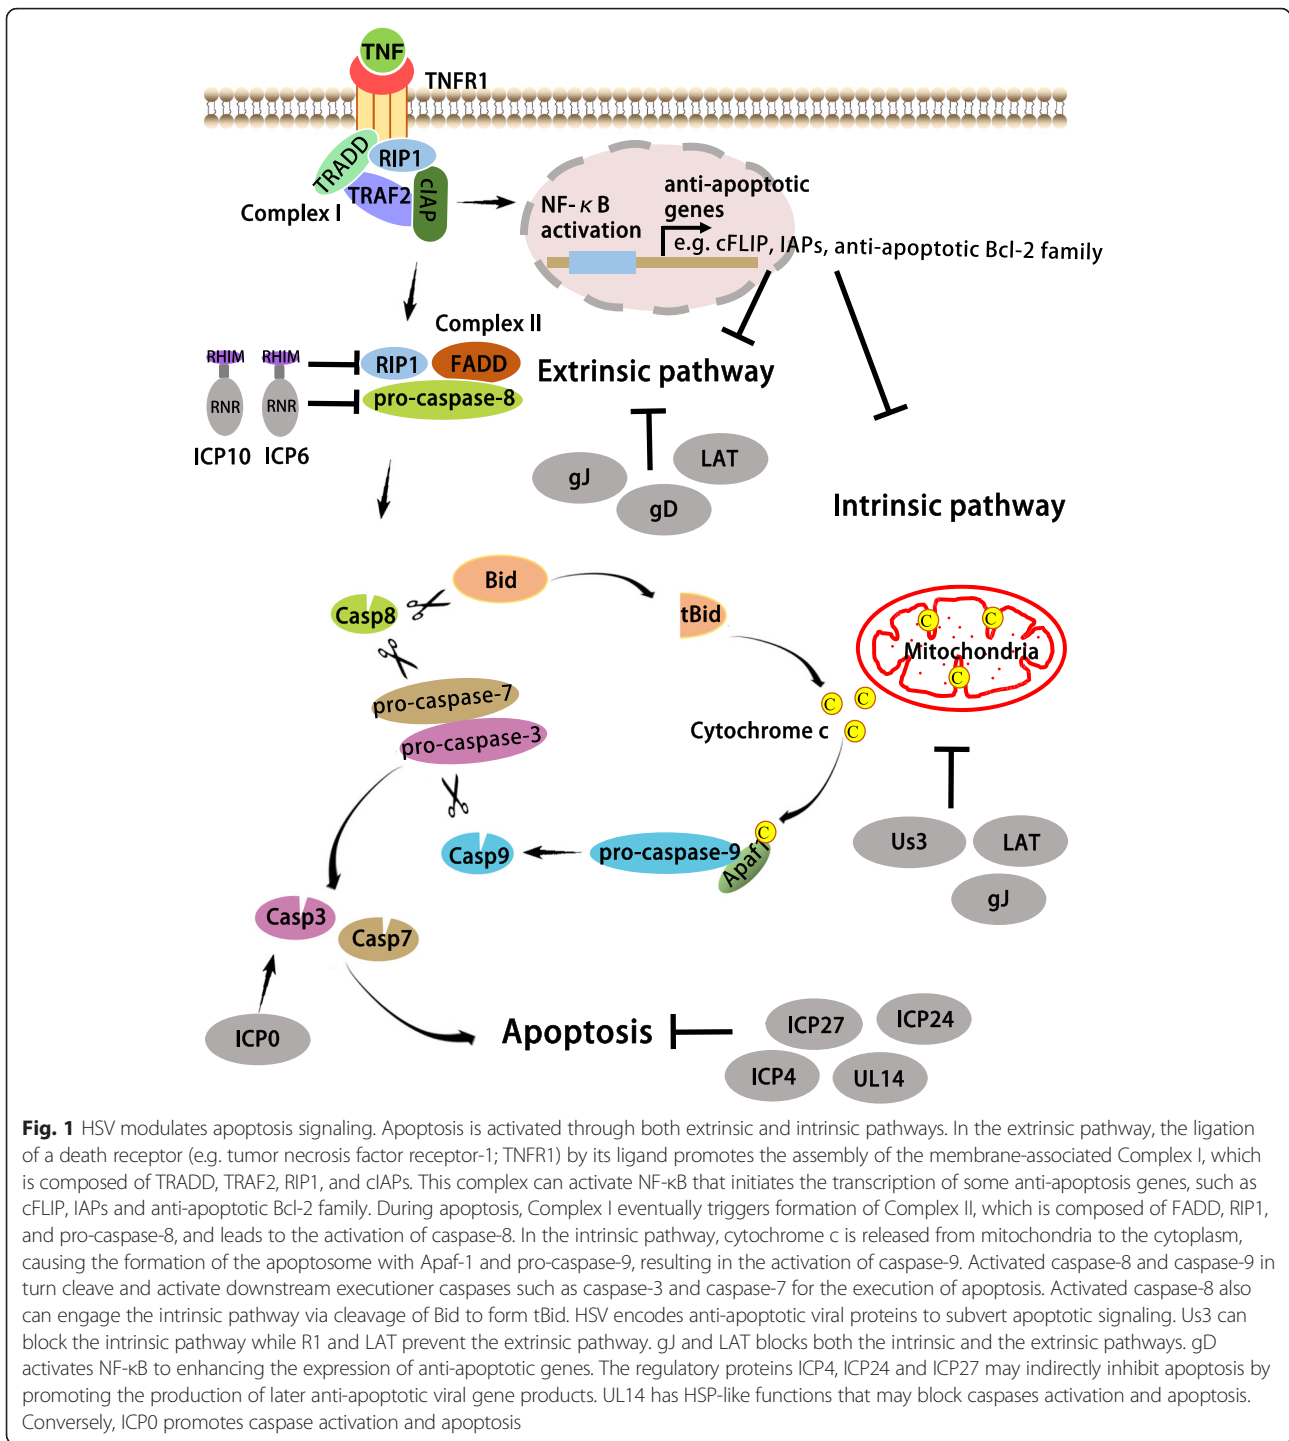 TNF
TNFR1
TRADD
RIP1
TRAF2
cIAP
Complex I
NF-κB
activation
anti-apoptotic
genes
e.g. cFLIP, IAPs, anti-apoptotic Bcl-2 family
Complex II
RHIM
RHIM
RIP1
FADD
Extrinsic pathway
RNR
RNR
pro-caspase-8
ICP10
ICP6
gJ
LAT
gD
Intrinsic pathway
Bid
Casp8
tBid
C
C
Mitochondria
C
pro-caspase-7
C
C
Cytochrome c
C
pro-caspase-3
C
Us3
LAT
Casp9
pro-caspase-9
Apaf1
gJ
Casp3
Casp7
ICP0
Apoptosis
ICP27
ICP24
ICP4
UL14
Fig. 1 HSV modulates apoptosis signaling. Apoptosis is activated through both extrinsic and intrinsic pathways. In the extrinsic pathway, the ligation
of a death receptor (e.g. tumor necrosis factor receptor-1; TNFR1) by its ligand promotes the assembly of the membrane-associated Complex I, which
is composed of TRADD, TRAF2, RIP1, and cIAPs. This complex can activate NF-κB that initiates the transcription of some anti-apoptosis genes, such as
cFLIP, IAPs and anti-apoptotic Bcl-2 family. During apoptosis, Complex I eventually triggers formation of Complex II, which is composed of FADD, RIP1,
and pro-caspase-8, and leads to the activation of caspase-8. In the intrinsic pathway, cytochrome c is released from mitochondria to the cytoplasm,
causing the formation of the apoptosome with Apaf-1 and pro-caspase-9, resulting in the activation of caspase-9. Activated caspase-8 and caspase-9 in
turn cleave and activate downstream executioner caspases such as caspase-3 and caspase-7 for the execution of apoptosis. Activated caspase-8 also
can engage the intrinsic pathway via cleavage of Bid to form tBid. HSV encodes anti-apoptotic viral proteins to subvert apoptotic signaling. Us3 can
block the intrinsic pathway while R1 and LAT prevent the extrinsic pathway. gJ and LAT blocks both the intrinsic and the extrinsic pathways. gD
activates NF-κB to enhancing the expression of anti-apoptotic genes. The regulatory proteins ICP4, ICP24 and ICP27 may indirectly inhibit apoptosis by
promoting the production of later anti-apoptotic viral gene products. UL14 has HSP-like functions that may block caspases activation and apoptosis.
Conversely, ICP0 promotes caspase activation and apoptosis